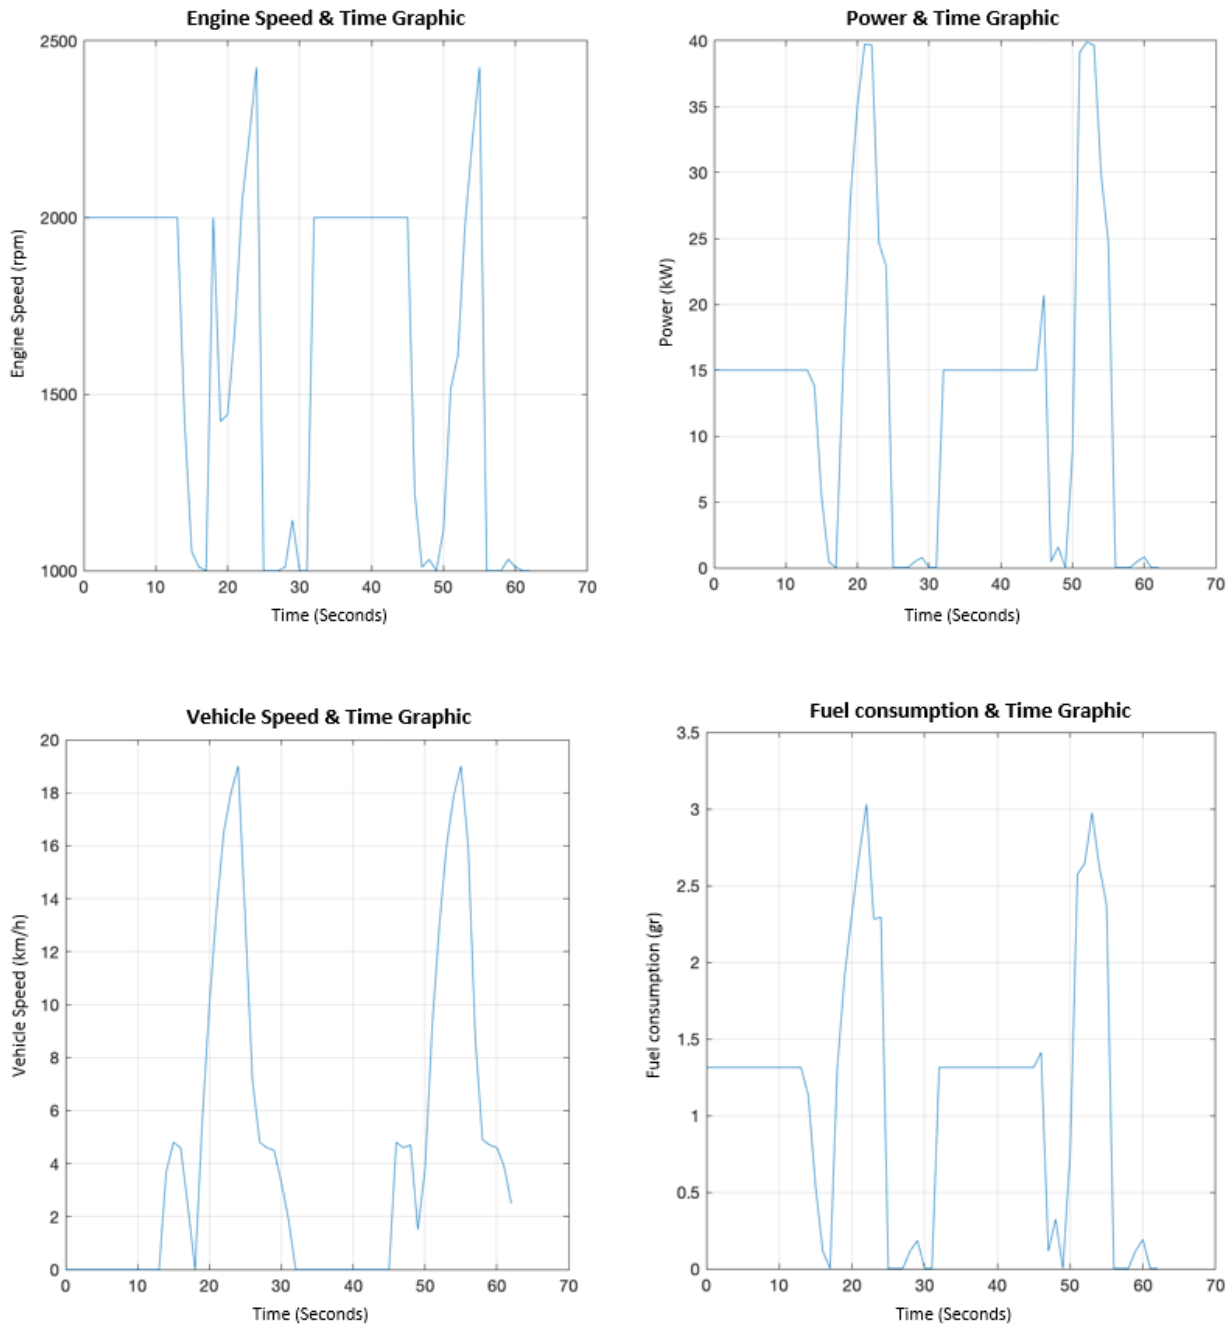 Engine Speed & Time Graphic
2500
2000
1500
1000
Engine Speed (rpm)
0 10 20 30 40 50 60 70
Time (Seconds)
Power & Time Graphic
40
35
30
25
20
15
10
5
0
Power (kW)
0 10 20 30 40 50 60 70
Time (Seconds)
Vehicle Speed & Time Graphic
20
18
16
14
12
10
8
6
4
2
0
Vehicle Speed (km/h)
0 10 20 30 40 50 60 70
Time (Seconds)
Fuel consumption & Time Graphic
3.5
3
2.5
2
1.5
1
0.5
0
Fuel consumption (gr)
0 10 20 30 40 50 60 70
Time (Seconds)